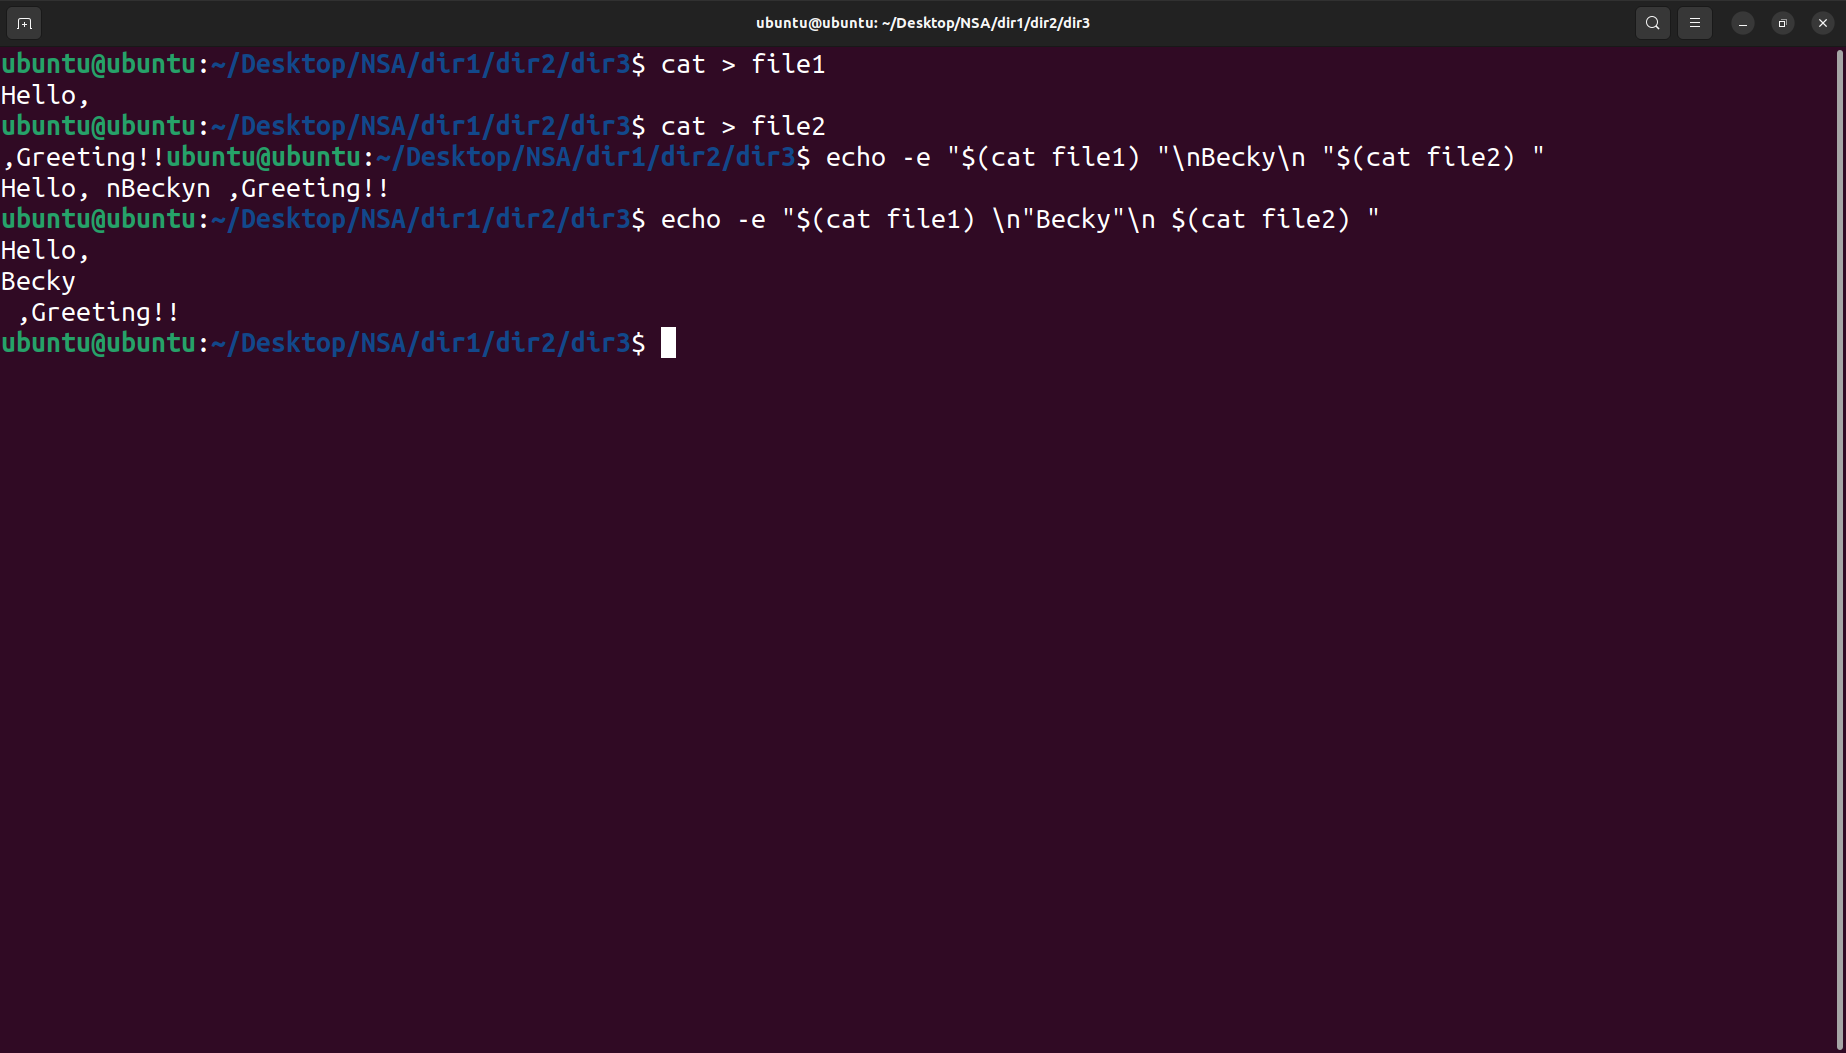 ubuntu@ubuntu: ~/Desktop/NSA/dir1/dir2/dir3
ubuntu@ubuntu:~/Desktop/NSA/dir1/dir2/dir3$ cat > file1
Hello,
ubuntu@ubuntu:~/Desktop/NSA/dir1/dir2/dir3$ cat > file2
,Greeting!!ubuntu@ubuntu:~/Desktop/NSA/dir1/dir2/dir3$ echo -e "$(cat file1) "\nBecky\n "$(cat file2) "
Hello, nBeckyn ,Greeting!!
ubuntu@ubuntu:~/Desktop/NSA/dir1/dir2/dir3$ echo -e "$(cat file1) \n"Becky"\n $(cat file2) "
Hello,
Becky
 ,Greeting!!
ubuntu@ubuntu:~/Desktop/NSA/dir1/dir2/dir3$